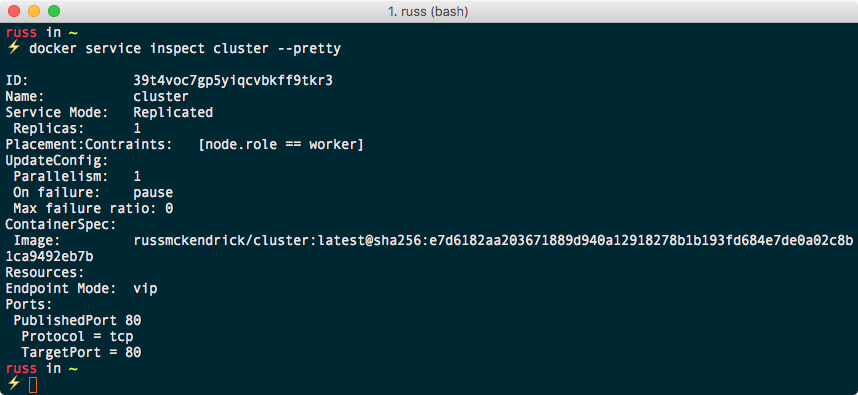 1. russ (bash)
russ in ~
⚡ docker service inspect cluster --pretty
ID: 39t4voc7gp5yiqcvbkff9tkr3
Name: cluster
Service Mode: Replicated
Replicas: 1
Placement:Contraints: [node.role == worker]
UpdateConfig:
Parallelism: 1
On failure: pause
Max failure ratio: 0
ContainerSpec:
Image: russmckendrick/cluster:latest@sha256:e7d6182aa203671889d940a12918278b1b193fd684e7de0a02c8b
1ca9492eb7b
Resources:
Endpoint Mode: vip
Ports:
PublishedPort 80
Protocol = tcp
TargetPort = 80
russ in ~
⚡